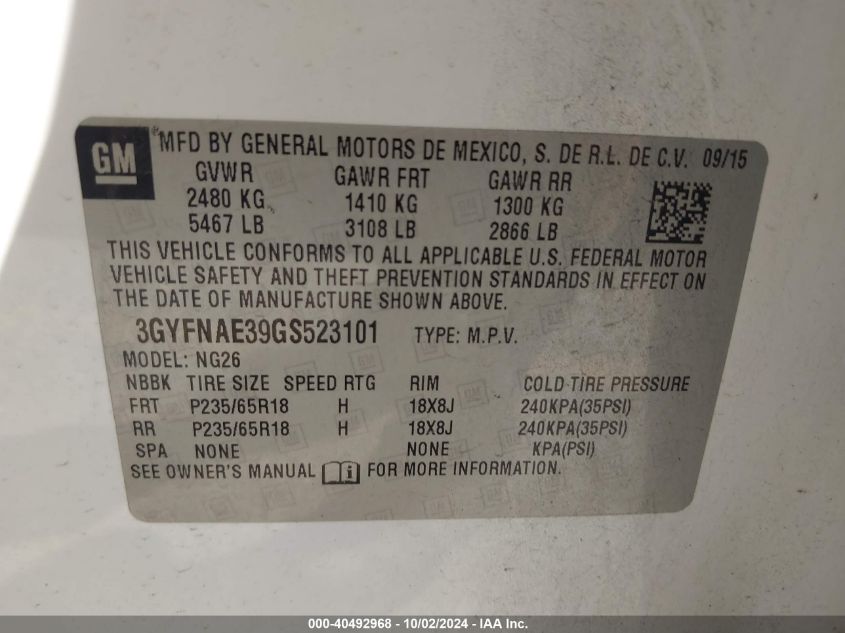 GM
*MFD BY GENERAL MOTORS DE MEXICO, S. DE R.L. DE C.V. 09/15
GVWR GAWR FRT GAWR RR
2480 KG 1410 KG 1300 KG
5467 LB 3108 LB 2866 LB
THIS VEHICLE CONFORMS TO ALL APPLICABLE U.S. FEDERAL MOTOR
VEHICLE SAFETY AND THEFT PREVENTION STANDARDS IN EFFECT ON
THE DATE OF MANUFACTURE SHOWN ABOVE.
3GYFNAE39GS523101 TYPE: M.P.V.
MODEL: NG26
NBBK TIRE SIZE SPEED RTG RIM COLD TIRE PRESSURE
FRT P235/65R18 H 18X8J 240KPA(35PSI)
RR P235/65R18 H 18X8J 240KPA(35PSI)
SPA NONE NONE KPA(PSI)
SEE OWNER'S MANUAL i FOR MORE INFORMATION.
000-40492968 - 10/02/2024 - IAA Inc.